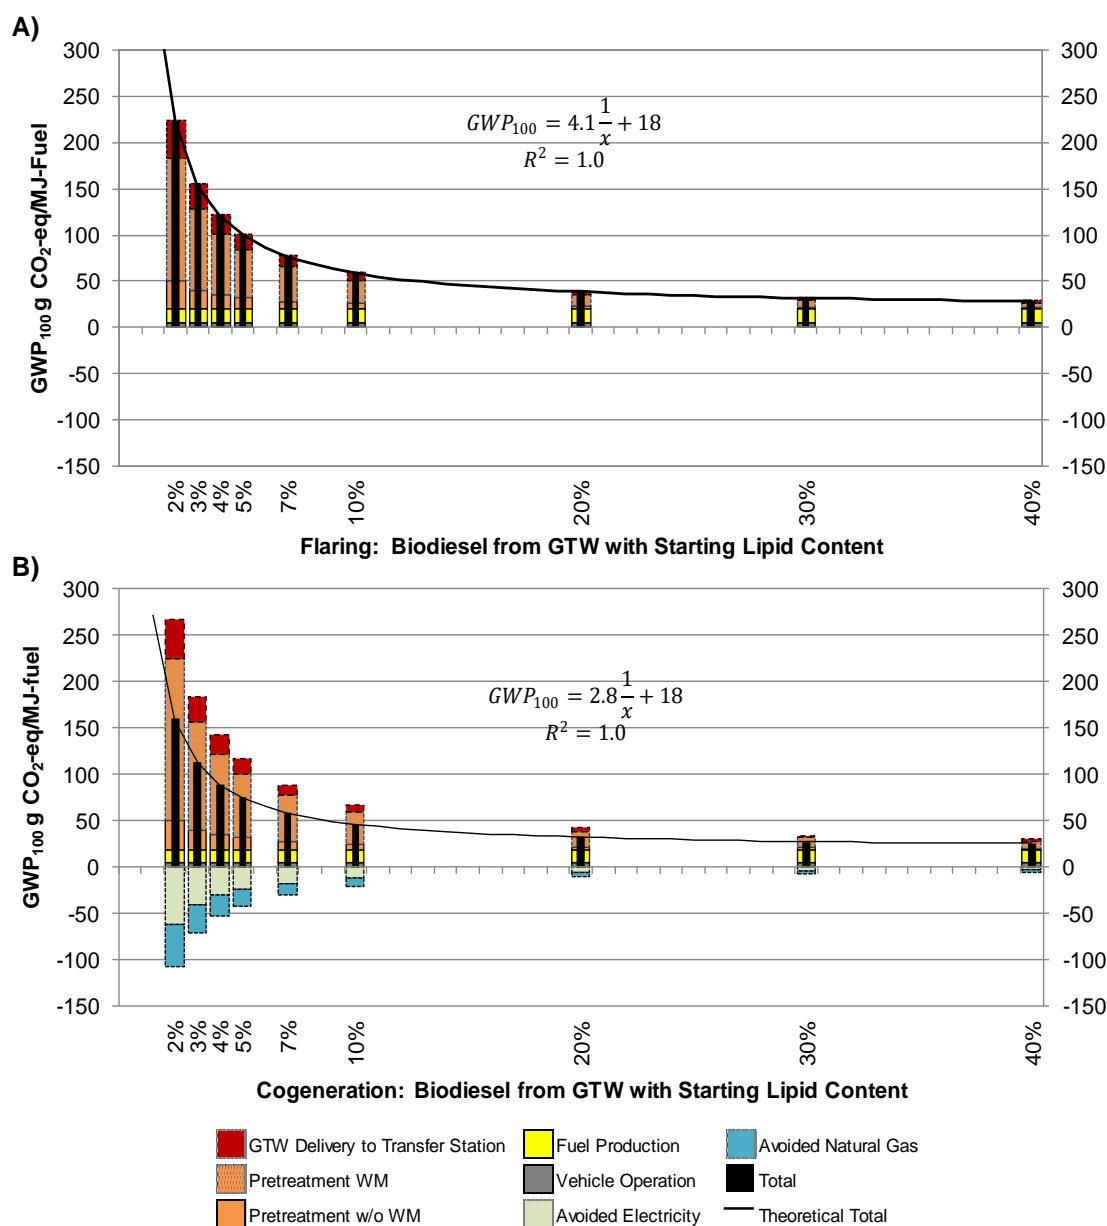 A)
GWP₁₀₀ g CO₂-eq/MJ-Fuel
300 300
250 250
200 200
150 150
100 100
50 50
0 0
-50 -50
-100 -100
-150 -150
GWP₁₀₀ = 4.1 1/x + 18
R² = 1.0
2% 3% 4% 5% 7% 10% 20% 30% 40%
Flaring: Biodiesel from GTW with Starting Lipid Content
B)
GWP₁₀₀ g CO₂-eq/MJ-fuel
300 300
250 250
200 200
150 150
100 100
50 50
0 0
-50 -50
-100 -100
-150 -150
GWP₁₀₀ = 2.8 1/x + 18
R² = 1.0
2% 3% 4% 5% 7% 10% 20% 30% 40%
Cogeneration: Biodiesel from GTW with Starting Lipid Content
GTW Delivery to Transfer Station Fuel Production Avoided Natural Gas
Pretreatment WM Vehicle Operation Total
Pretreatment w/o WM Avoided Electricity Theoretical Total